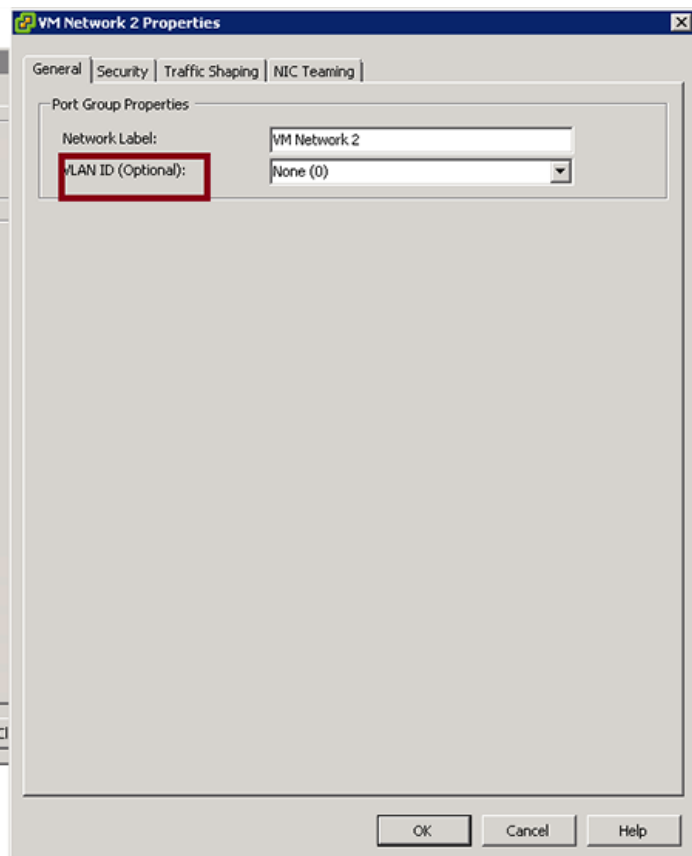 VM Network 2 Properties
General Security Traffic Shaping NIC Teaming
Port Group Properties
Network Label: VM Network 2
VLAN ID (Optional): None (0)
OK Cancel Help